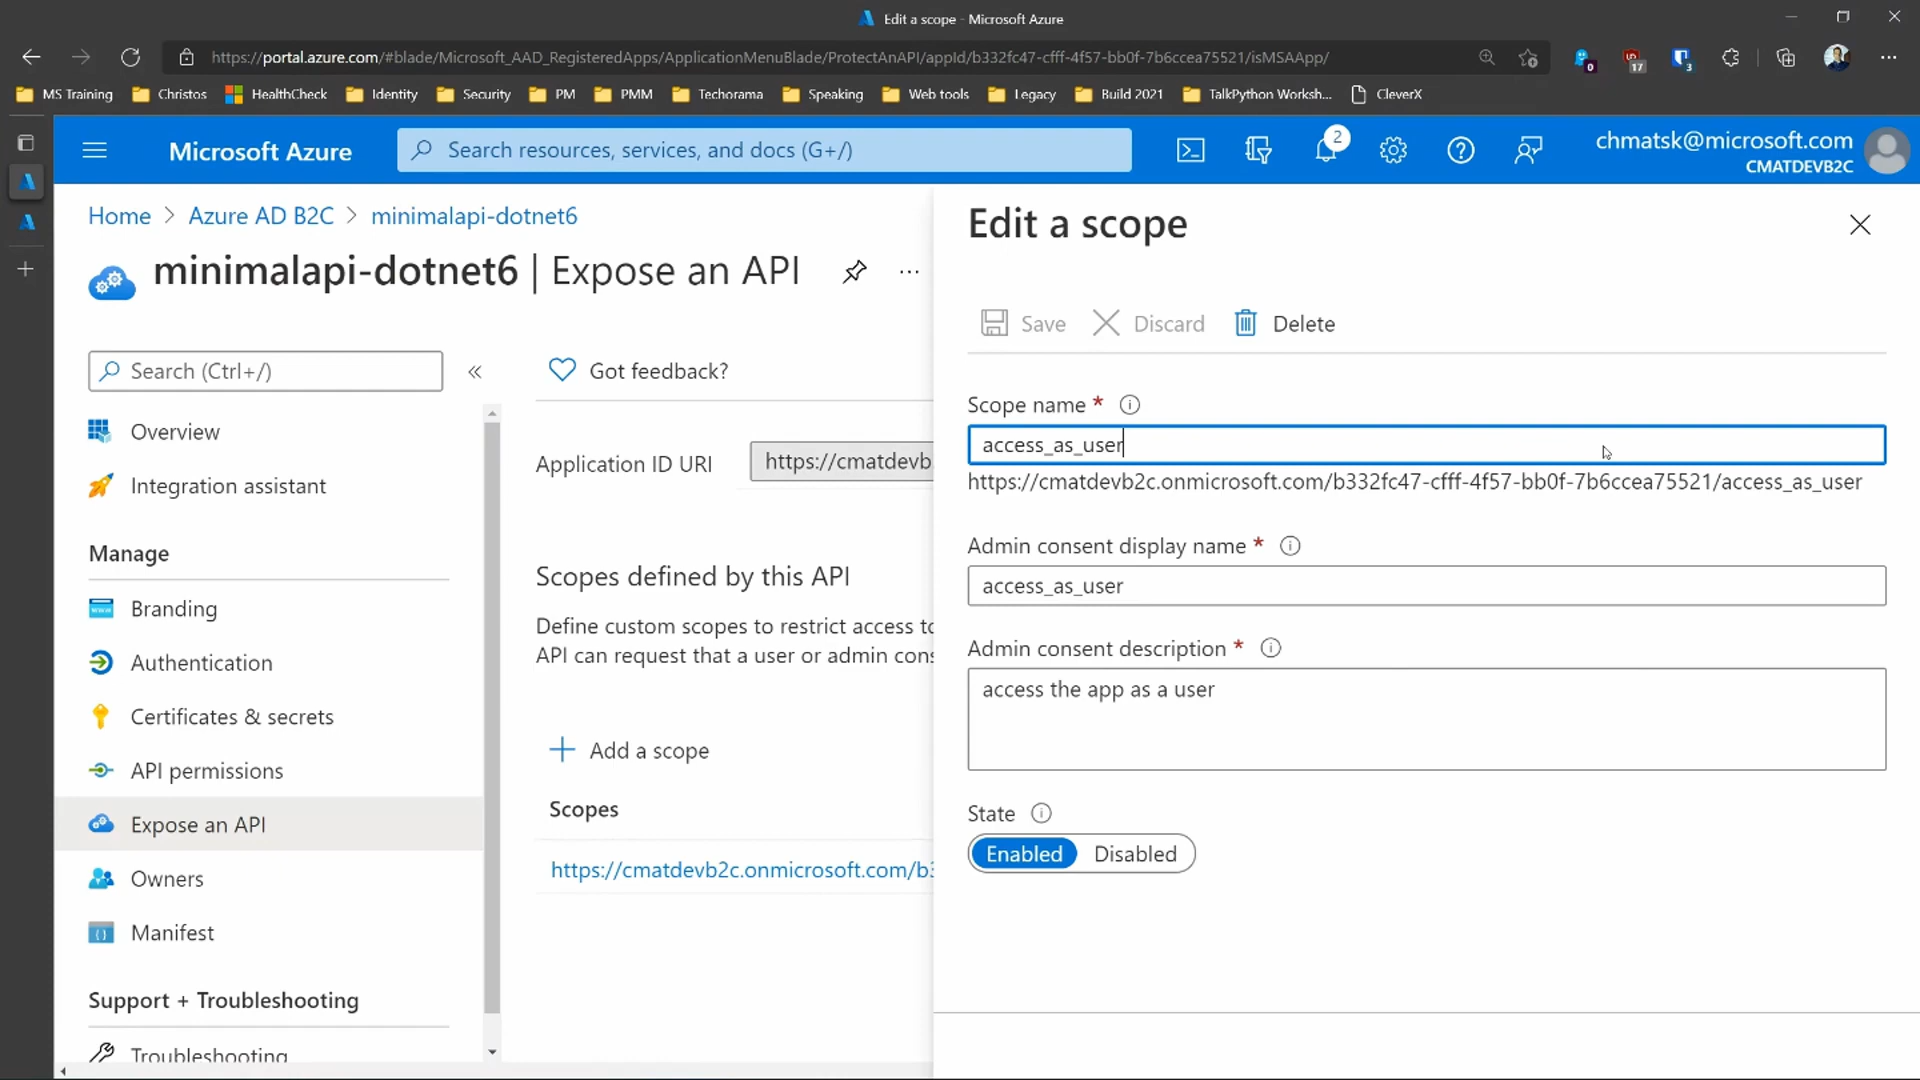 Edit a scope - Microsoft Azure
https://portal.azure.com/#blade/Microsoft_AAD_RegisteredApps/ApplicationMenuBlade/ProtectAnAPI/appId/b332fc47-cfff-4f57-bb0f-7b6ccea75521/isMSAApp/
0
17
3
MS Training
Christos
HealthCheck
Identity
Security
PM
PMM
Techorama
Speaking
Web tools
Legacy
Build 2021
TalkPython Worksh...
CleverX
Microsoft Azure
Search resources, services, and docs (G+/)
2
chmatsk@microsoft.com
CMATDEVB2C
Home > Azure AD B2C > minimalapi-dotnet6
minimalapi-dotnet6 | Expose an API
Search (Ctrl+/)
Overview
Integration assistant
Manage
Branding
Authentication
Certificates & secrets
API permissions
Expose an API
Owners
Manifest
Support + Troubleshooting
Troubleshooting
Got feedback?
Application ID URI
https://cmatdevb
Scopes defined by this API
Define custom scopes to restrict access to
API can request that a user or admin cons
Add a scope
Scopes
https://cmatdevb2c.onmicrosoft.com/b3
Edit a scope
Save
Discard
Delete
Scope name *
access_as_user
https://cmatdevb2c.onmicrosoft.com/b332fc47-cfff-4f57-bb0f-7b6ccea75521/access_as_user
Admin consent display name *
access_as_user
Admin consent description *
access the app as a user
State
Enabled
Disabled